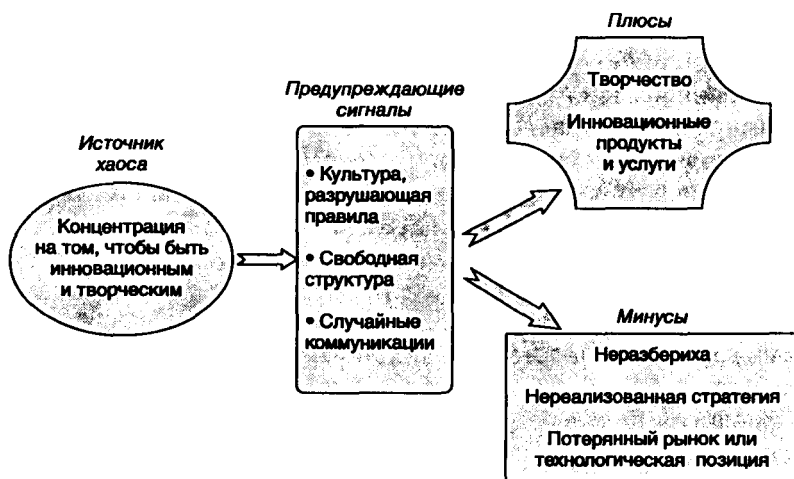 Источник
хаоса
Концентрация
на том, чтобы быть
инновационным
и творческим
Предупреждающие
сигналы
• Культура,
разрушающая
правила
• Свободная
структура
• Случайные
коммуникации
Плюсы
Творчество
Инновационные
продукты
и услуги
Минусы
Неразбериха
Нереализованная стратегия
Потерянный рынок или
технологическая позиция